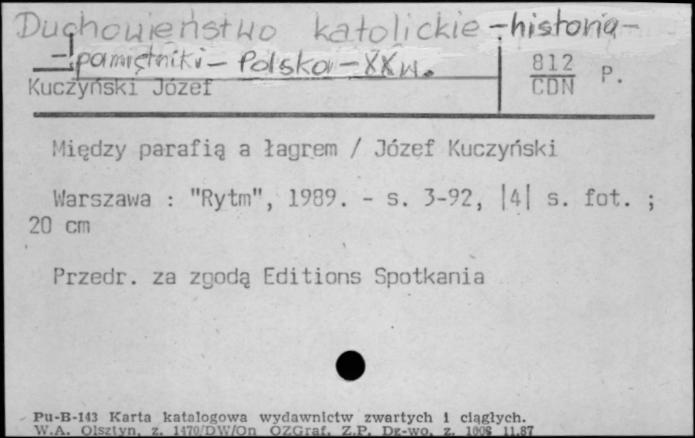 Duchowieństwo katolickie - historia -
- pamiętniki - Polska - XX w.
812
CDN P.
Kuczyński Józef
Między parafią a łagrem / Józef Kuczyński
Warszawa : "Rytm", 1989. - s. 3-92, |4| s. fot. ;
20 cm
Przedr. za zgodą Editions Spotkania
Pu-B-143 Karta katalogowa wydawnictw zwartych i ciągłych.
W.A. Olsztyn, z. 1470/DW/On OZGraf. Z.P. Dz-wo, z. 1008 11.87